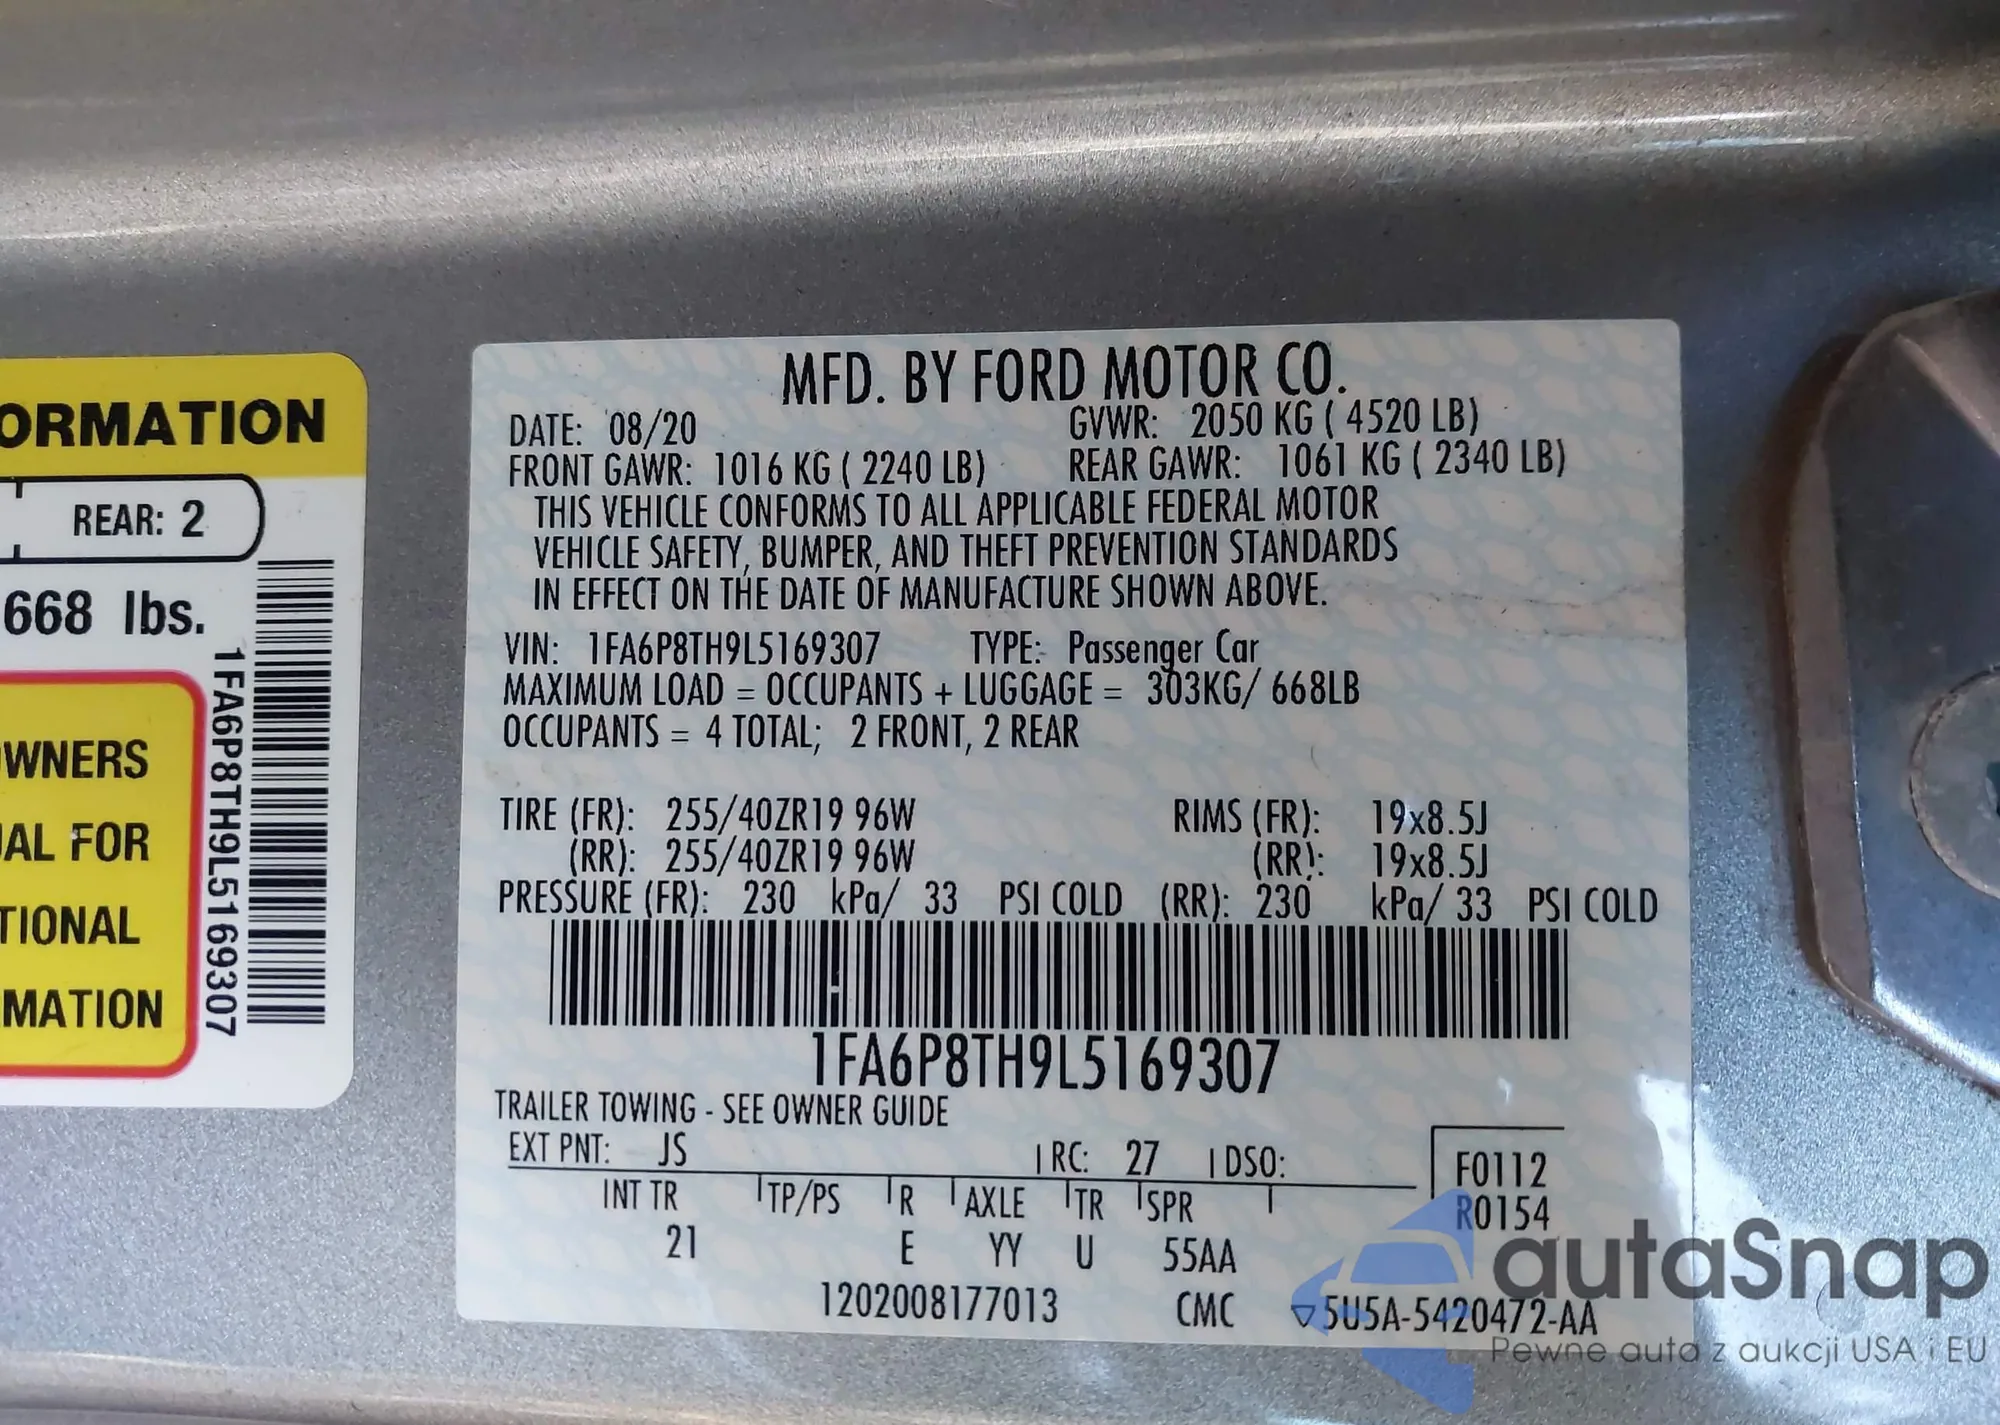 ORMATION
REAR: 2
668 lbs.
1FA6P8TH9L5169307
WNERS
AL FOR
TIONAL
MATION
MFD. BY FORD MOTOR CO.
DATE: 08/20 GVWR: 2050 KG ( 4520 LB)
FRONT GAWR: 1016 KG ( 2240 LB) REAR GAWR: 1061 KG ( 2340 LB)
THIS VEHICLE CONFORMS TO ALL APPLICABLE FEDERAL MOTOR
VEHICLE SAFETY, BUMPER, AND THEFT PREVENTION STANDARDS
IN EFFECT ON THE DATE OF MANUFACTURE SHOWN ABOVE.
VIN: 1FA6P8TH9L5169307 TYPE: Passenger Car
MAXIMUM LOAD = OCCUPANTS + LUGGAGE = 303KG/ 668LB
OCCUPANTS = 4 TOTAL; 2 FRONT, 2 REAR
TIRE (FR): 255/40ZR19 96W RIMS (FR): 19x8.5J
(RR): 255/40ZR19 96W (RR): 19x8.5J
PRESSURE (FR): 230 kPa/ 33 PSI COLD (RR): 230 kPa/ 33 PSI COLD
1FA6P8TH9L5169307
TRAILER TOWING - SEE OWNER GUIDE
EXT PNT: JS RC: 27 DSO:
F0112
R0154
INT TR TP/PS R AXLE TR SPR
21 E YY U 55AA
1202008177013 CMC ▽5U5A-5420472-AA
autaSnap
Pewne auta z aukcji USA i EU